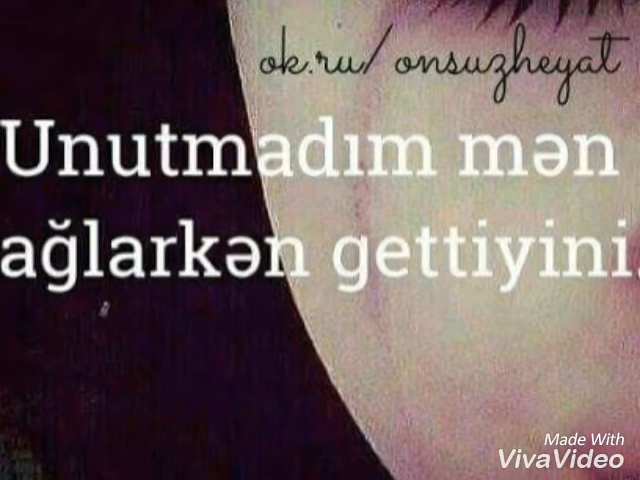 ok.ru/onsuzheyat
Unutmadım mən
ağlarkən gettiyini.
Made With
VivaVideo